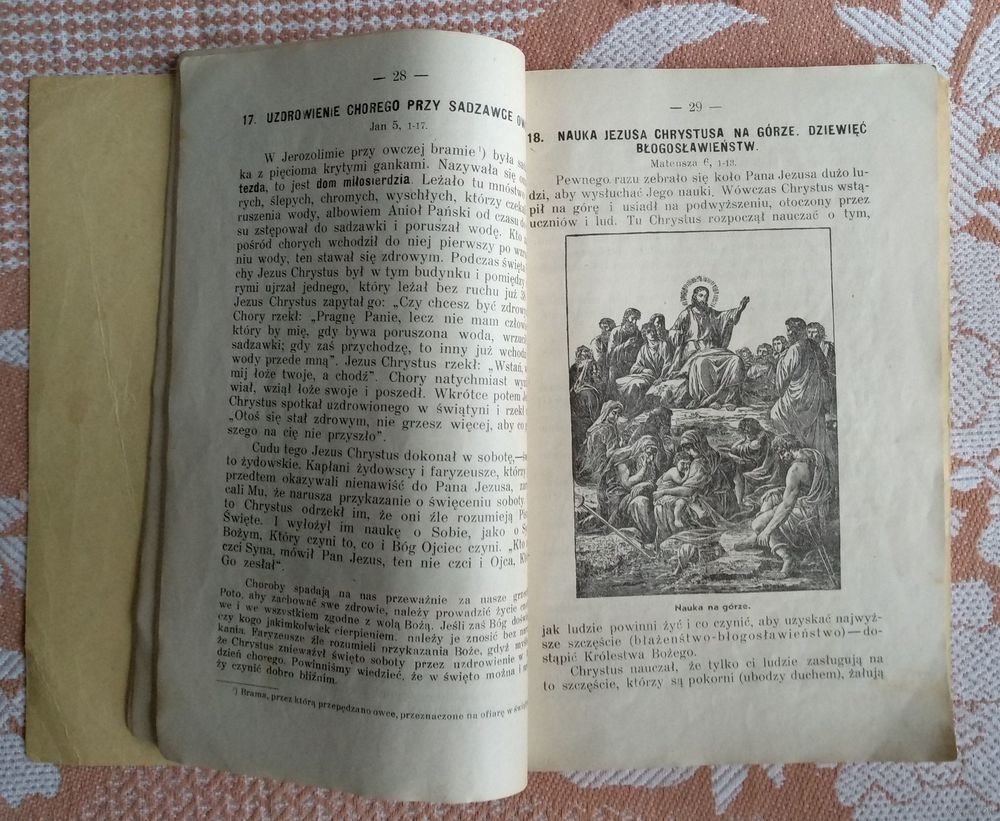 — 28 —
17. UZDROWIENIE CHOREGO PRZY SADZAWCE
Jan 5, 1-17.
W Jerozolimie przy owczej bramie¹) była
ka z pięcioma krytymi gankami. Nazywała się
tezda, to jest dom miłosierdzia. Leżało tu mnóstwo
rych, ślepych, chromych, wyschłych, którzy
ruszenia wody, albowiem Anioł Pański od czasu do
su zstępował do sadzawki i poruszał wodę. Kto
pośród chorych wchodził do niej pierwszy po
niu wody, ten stawał się zdrowym. Podczas
chy Jezus Chrystus był w tym budynku i pomiędzy
rymi ujrzał jednego, który leżał bez ruchu już
Jezus Chrystus zapytał go: „Czy chcesz być
Chory rzekł: „Pragnę Panie, lecz nie mam
który by mię, gdy bywa poruszona woda,
sadzawki; gdy zaś przychodzę, to inny już
wody przede mną”. Jezus Chrystus rzekł: „Wstań,
mij łoże twoje, a chodź”. Chory natychmiast
wiał, wziął łoże swoje i poszedł. Wkrótce potem
Chrystus spotkał uzdrowionego w świątyni i rzekł
„Otoś się stał zdrowym, nie grzesz więcej, aby co
szego na cię nie przyszło”.
Cudu tego Jezus Chrystus dokonał w sobotę,—
to żydowskie. Kapłani żydowscy i faryzeusze, którzy
przedtem okazywali nienawiść do Pana Jezusa,
cali Mu, że narusza przykazanie o święceniu soboty.
to Chrystus odrzekł im, że oni źle rozumieją
Święte. I wyłożył im naukę o Sobie, jako o
Bożym, Który czyni to, co i Bóg Ojciec czyni. „Kto
czci Syna, mówił Pan Jezus, ten nie czci i Ojca,
Go zesłał“.
Choroby spadają na nas przeważnie za nasze
Poto, aby zachować swe zdrowie, należy prowadzić życie
we i we wszystkiem zgodne z wolą Bożą. Jeśli zaś Bóg
czy kogo jakimkolwiek cierpieniem. należy je znosić bez
kania. Faryzeusze źle rozumieli przykazania Boże, gdyż
że Chrystus znieważył święto soboty przez uzdrowienie w
dzień chorego. Powinniśmy wiedzieć, że w święto można i
ży czynić dobro bliźnim.
¹) Brama, przez którą przepędzano owce, przeznaczone na ofiarę w
— 29 —
18. NAUKA JEZUSA CHRYSTUSA NA GÓRZE. DZIEWIĘĆ
BŁOGOSŁAWIEŃSTW.
Mateusza 6, 1-13.
Pewnego razu zebrało się koło Pana Jezusa dużo lu-
dzi, aby wysłuchać Jego nauki. Wówczas Chrystus wstą-
pił na górę i usiadł na podwyższeniu, otoczony przez
uczniów i lud. Tu Chrystus rozpoczął nauczać o tym,
Nauka na górze.
jak ludzie powinni żyć i co czynić, aby uzyskać najwyż-
sze szczęście (błażeństwo-błogosławieństwo)—do-
stąpić Królestwa Bożego.
Chrystus nauczał, że tylko ci ludzie zasługują na
to szczęście, którzy są pokorni (ubodzy duchem), żałują